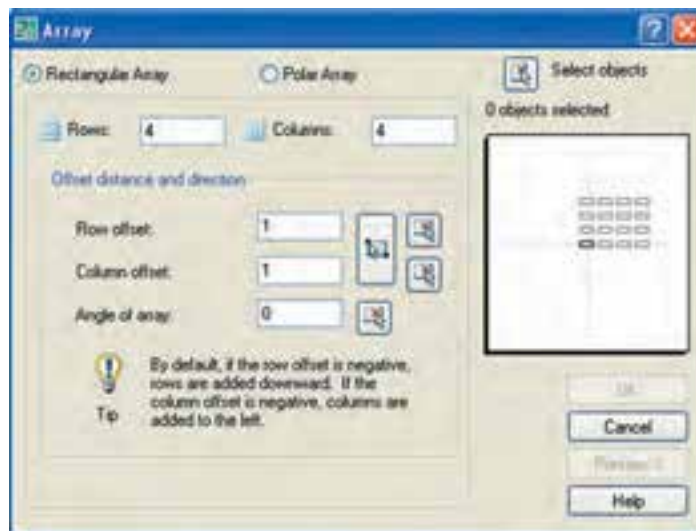 Array
Rectangular Array
Polar Array
Select objects
0 objects selected
Rows: 4
Columns: 4
Offset distance and direction
Row offset: 1
Column offset: 1
Angle of array: 0
Tip
By default, if the row offset is negative,
rows are added downward. If the
column offset is negative, columns are
added to the left.
Cancel
Help